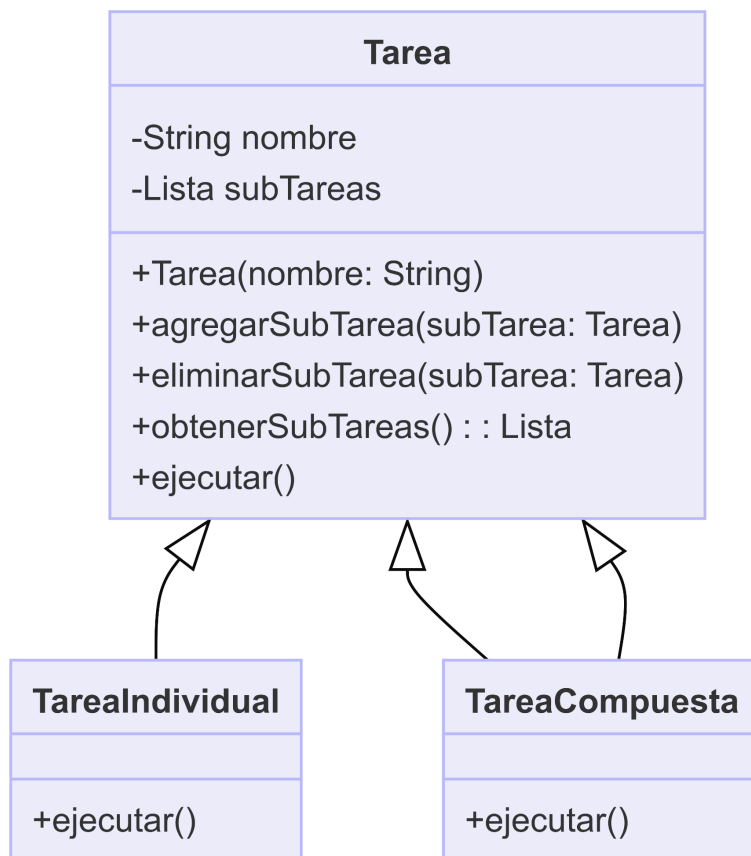 Tarea
-String nombre
-Lista subTareas
+Tarea(nombre: String)
+agregarSubTarea(subTarea: Tarea)
+eliminarSubTarea(subTarea: Tarea)
+obtenerSubTareas() : : Lista
+ejecutar()
TareaIndividual
+ejecutar()
TareaCompuesta
+ejecutar()